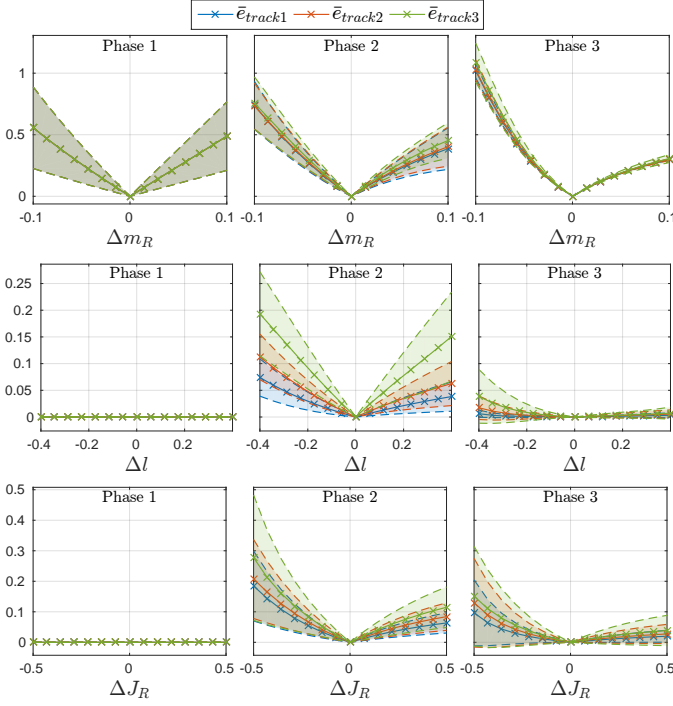 ē_track1 ē_track2 ē_track3
Phase 1 Phase 2 Phase 3
1
0.5
0
-0.1 0 0.1 -0.1 0 0.1 -0.1 0 0.1
Δm_R Δm_R Δm_R
Phase 1 Phase 2 Phase 3
0.25
0.2
0.15
0.1
0.05
0
-0.4 -0.2 0 0.2 -0.4 -0.2 0 0.2 -0.4 -0.2 0 0.2
Δl Δl Δl
Phase 1 Phase 2 Phase 3
0.5
0.4
0.3
0.2
0.1
0
-0.5 0 0.5 -0.5 0 0.5 -0.5 0 0.5
ΔJ_R ΔJ_R ΔJ_R